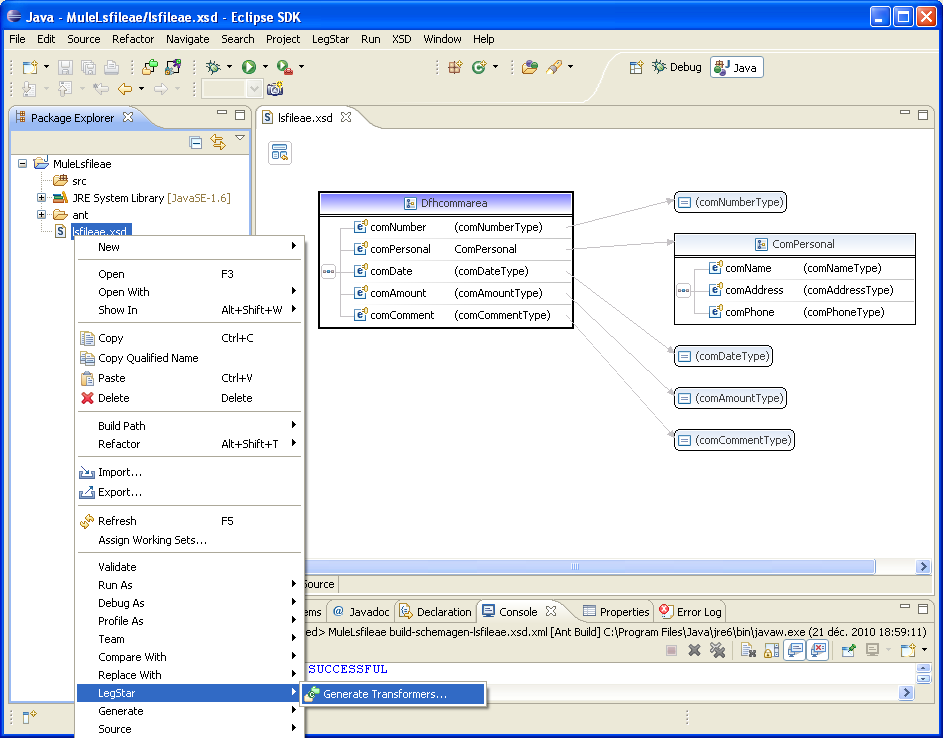 Java - MuleLsfileae/lsfileae.xsd - Eclipse SDK
File Edit Source Refactor Navigate Search Project LegStar Run XSD Window Help
Debug Java
Package Explorer
lsfileae.xsd
MuleLsfileae
src
JRE System Library [JavaSE-1.6]
ant
lsfileae.xsd
Dfhcommarea
comNumber (comNumberType)
comPersonal ComPersonal
comDate (comDateType)
comAmount (comAmountType)
comComment (comCommentType)
(comNumberType)
ComPersonal
comName (comNameType)
comAddress (comAddressType)
comPhone (comPhoneType)
(comDateType)
(comAmountType)
(comCommentType)
New
Open F3
Open With
Show In Alt+Shift+W
Copy Ctrl+C
Copy Qualified Name
Paste Ctrl+V
Delete Delete
Build Path
Refactor Alt+Shift+T
Import...
Export...
Refresh F5
Assign Working Sets...
Validate
Run As
Debug As
Profile As
Team
Compare With
Replace With
LegStar
Generate
Source
Generate Transformers...
ource
ems Javadoc Declaration Console Properties Error Log
ed> MuleLsfileae build-schemagen-lsfileae.xsd.xml [Ant Build] C:\Program Files\Java\jre6\bin\javaw.exe (21 déc. 2010 18:59:11)
SUCCESSFUL